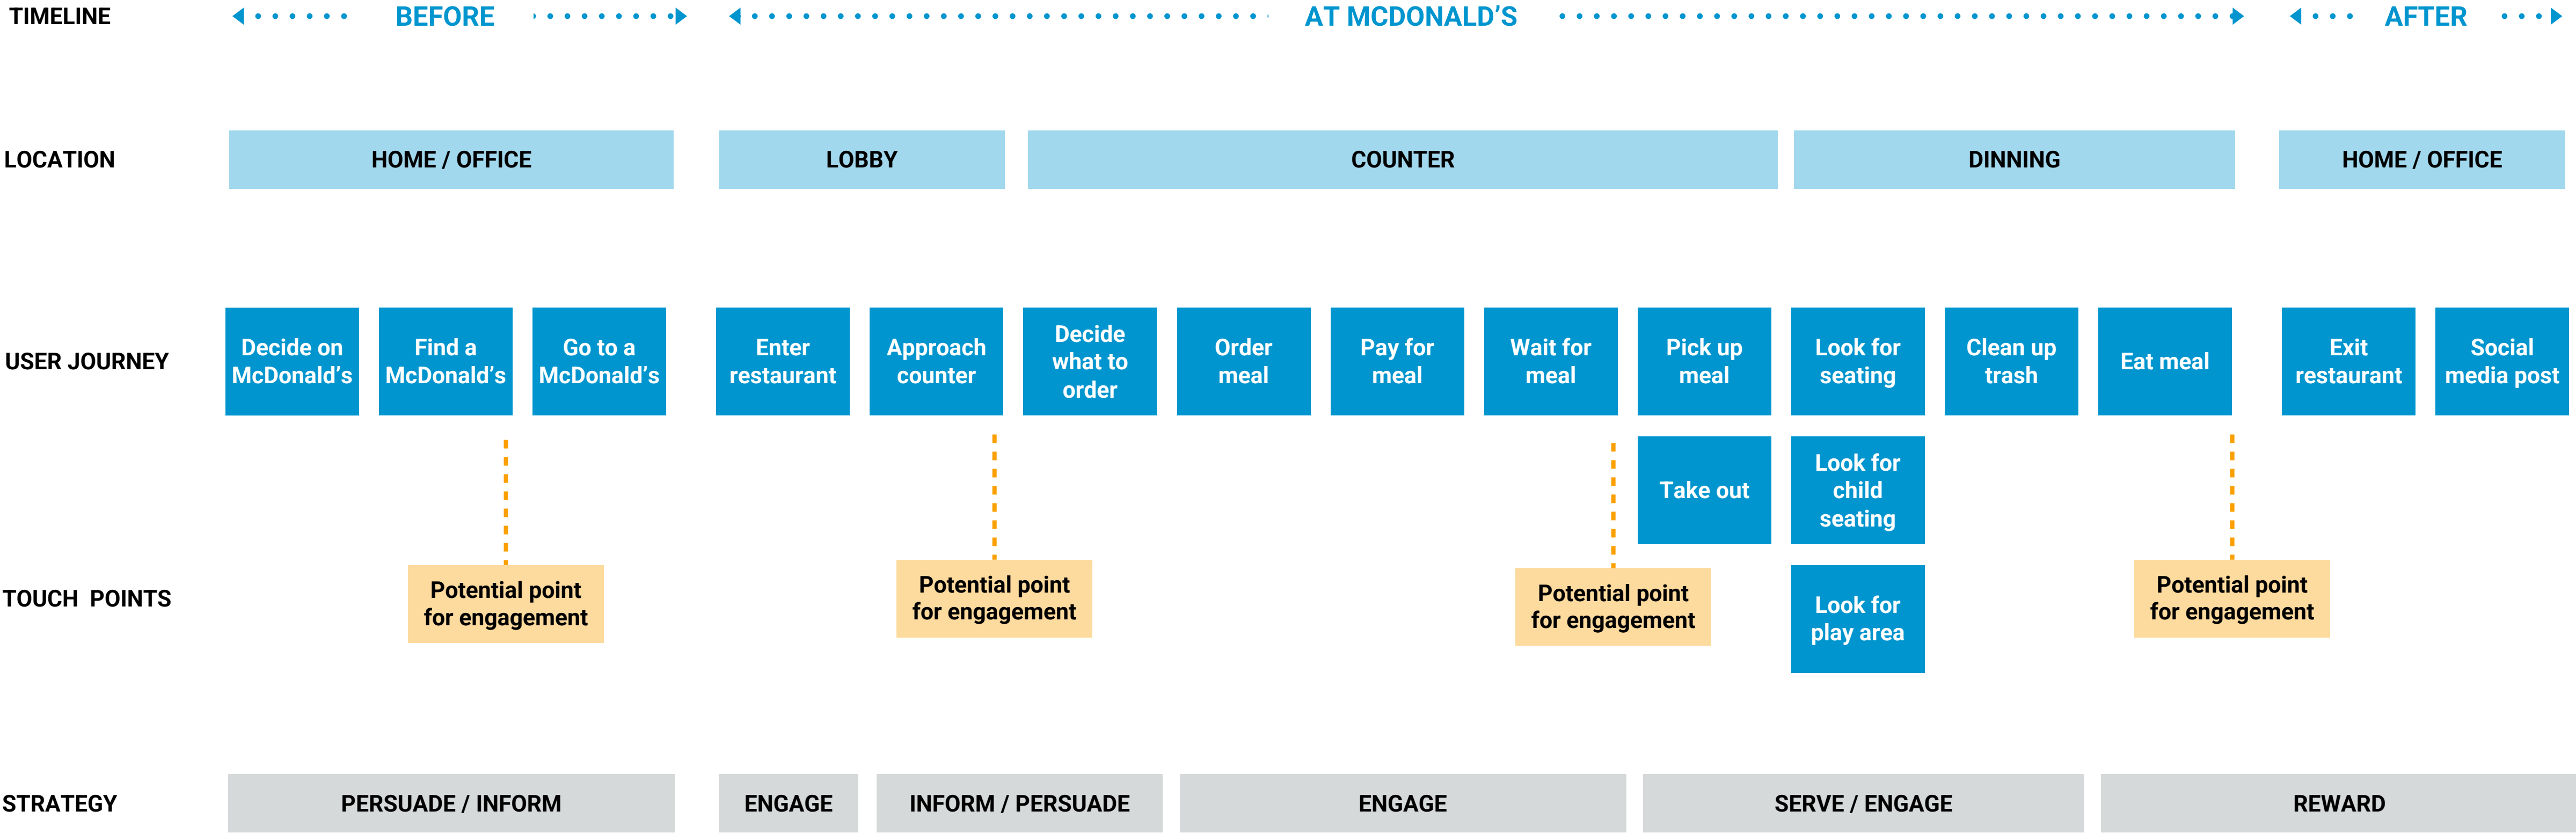 TIMELINE
BEFORE
AT MCDONALD’S
AFTER
LOCATION
HOME / OFFICE
LOBBY
COUNTER
DINNING
HOME / OFFICE
USER JOURNEY
Decide on
McDonald’s
Find a
McDonald’s
Go to a
McDonald’s
Enter
restaurant
Approach
counter
Decide
what to
order
Order
meal
Pay for
meal
Wait for
meal
Pick up
meal
Look for
seating
Clean up
trash
Eat meal
Exit
restaurant
Social
media post
Take out
Look for
child
seating
TOUCH POINTS
Potential point
for engagement
Potential point
for engagement
Potential point
for engagement
Look for
play area
Potential point
for engagement
STRATEGY
PERSUADE / INFORM
ENGAGE
INFORM / PERSUADE
ENGAGE
SERVE / ENGAGE
REWARD